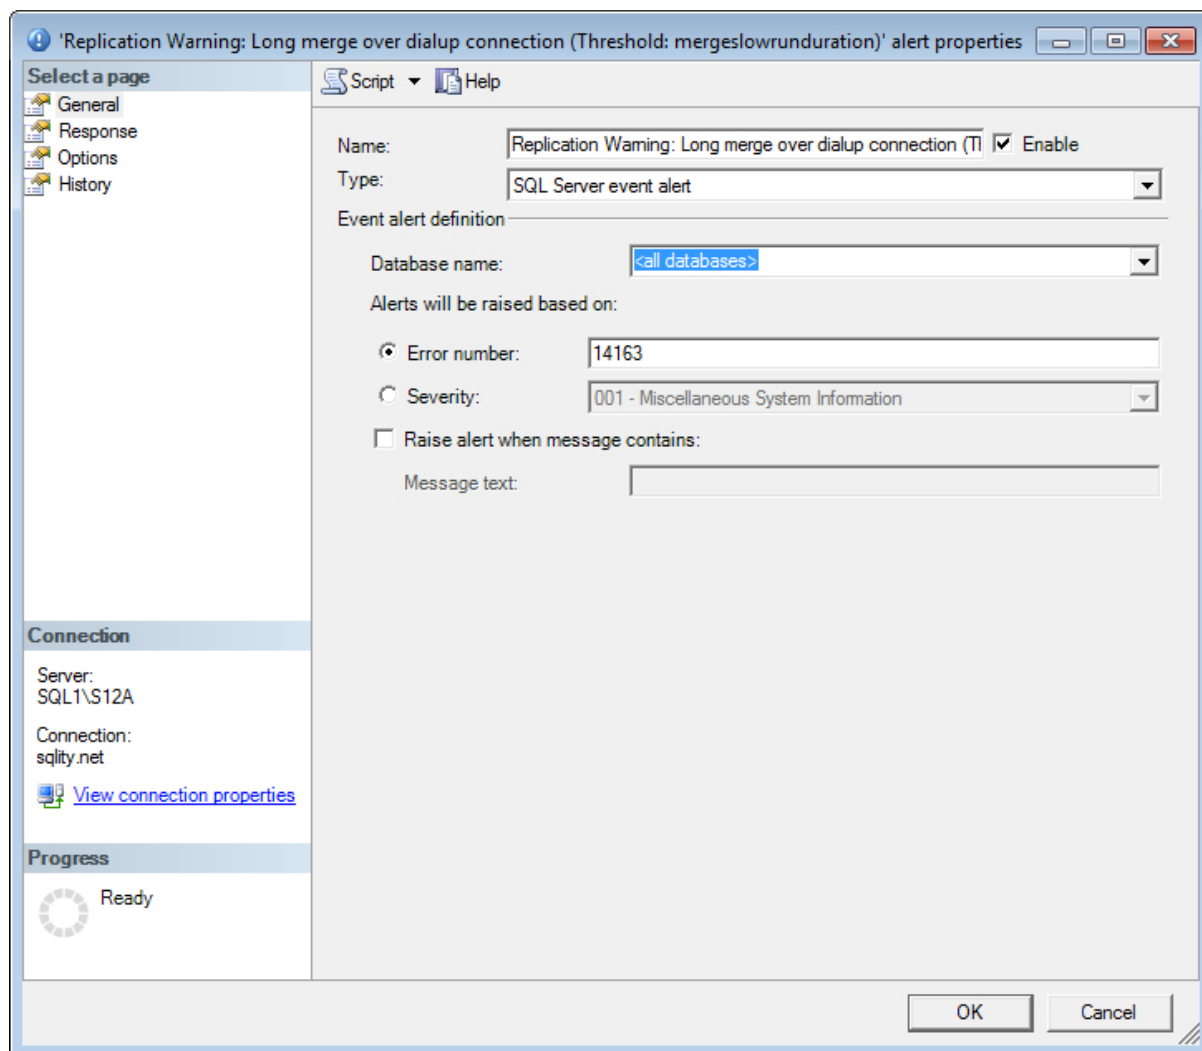 'Replication Warning: Long merge over dialup connection (Threshold: mergeslowrunduration)' alert properties
Select a page
General
Response
Options
History
Script
Help
Name:
Replication Warning: Long merge over dialup connection (Tl
Enable
Type:
SQL Server event alert
Event alert definition
Database name:
<all databases>
Alerts will be raised based on:
Error number:
14163
Severity:
001 - Miscellaneous System Information
Raise alert when message contains:
Message text:
Connection
Server:
SQL1\S12A
Connection:
sqlity.net
View connection properties
Progress
Ready
OK
Cancel